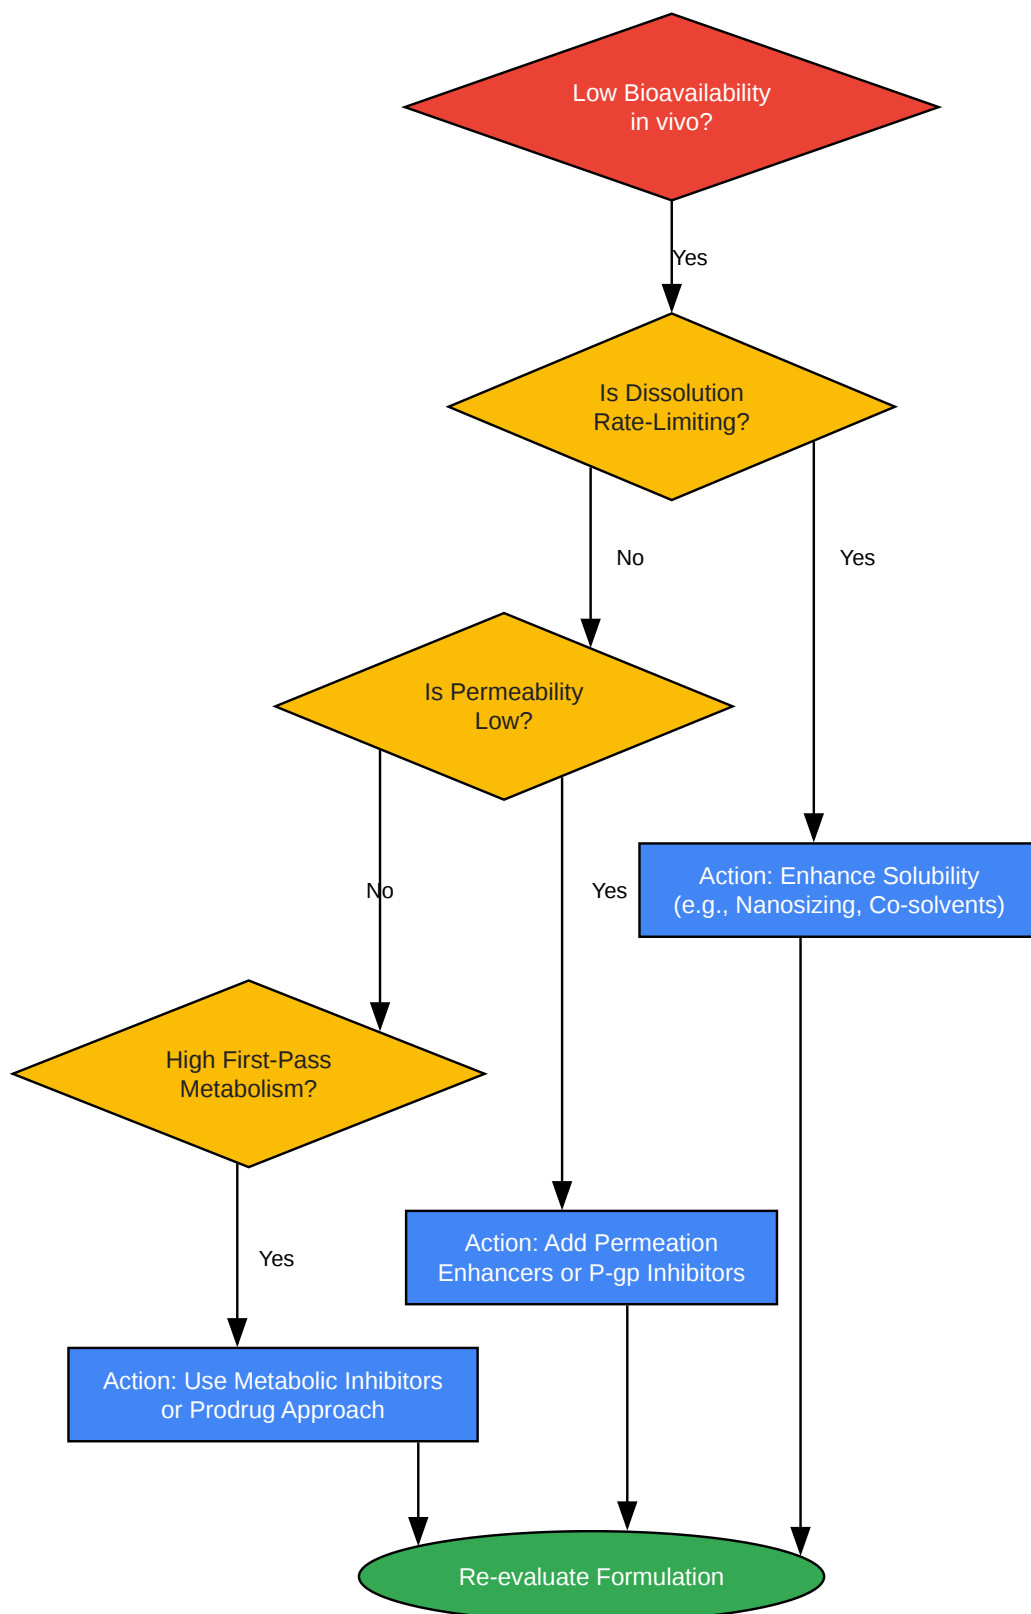 Low Bioavailability
in vivo?
Yes
Is Dissolution
Rate-Limiting?
No
Yes
Is Permeability
Low?
No
Yes
Action: Enhance Solubility
(e.g., Nanosizing, Co-solvents)
High First-Pass
Metabolism?
Yes
Action: Add Permeation
Enhancers or P-gp Inhibitors
Action: Use Metabolic Inhibitors
or Prodrug Approach
Re-evaluate Formulation